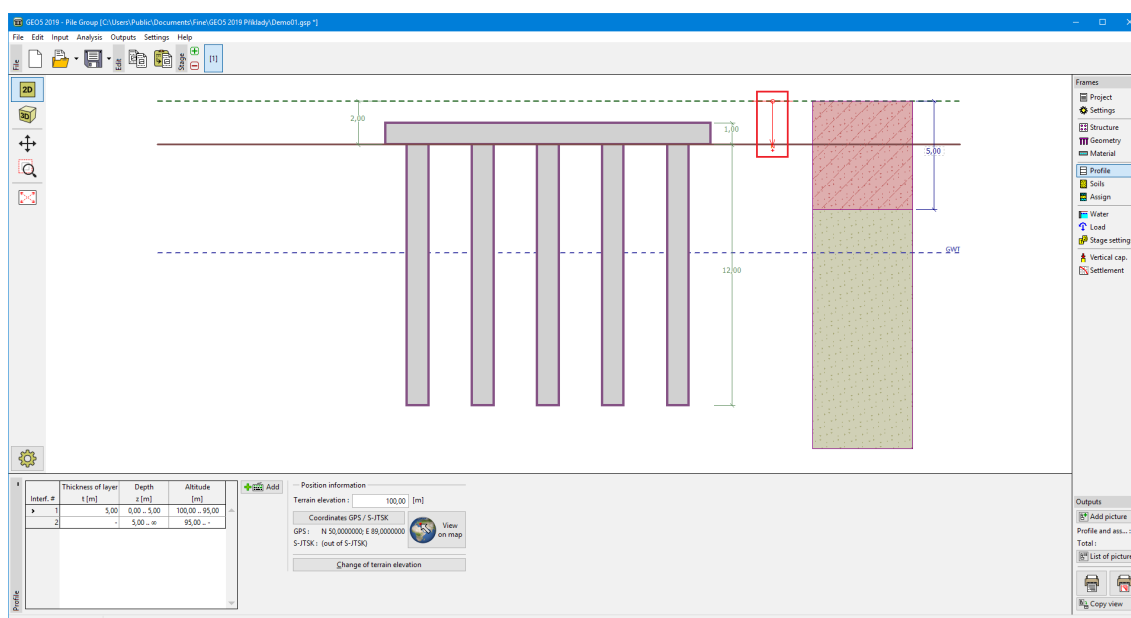 GEO5 2019 - Pile Group [C:\Users\Public\Documents\Fine\GEO5 2019 Příklady\Demo01.gsp *]
File Edit Input Analysis Outputs Settings Help
File
Edit
Stage
[1]
2D
3D
2,00
1,00
+z
5,00
GWT
12,00
Frames
Project
Settings
Structure
Geometry
Material
Profile
Soils
Assign
Water
Load
Stage setting
Vertical cap.
Settlement
Interf. # Thickness of layer Depth Altitude
t [m] z [m] [m]
1 5,00 0,00 .. 5,00 100,00 .. 95,00
2 - 5,00 .. ∞ 95,00 .. -
Add
Position information
Terrain elevation : 100,00 [m]
Coordinates GPS / S-JTSK
GPS : N 50,0000000; E 89,0000000
S-JTSK : (out of S-JTSK)
View
on map
Change of terrain elevation
Profile
Outputs
Add picture
Profile and ass... :
Total :
List of picture
Copy view